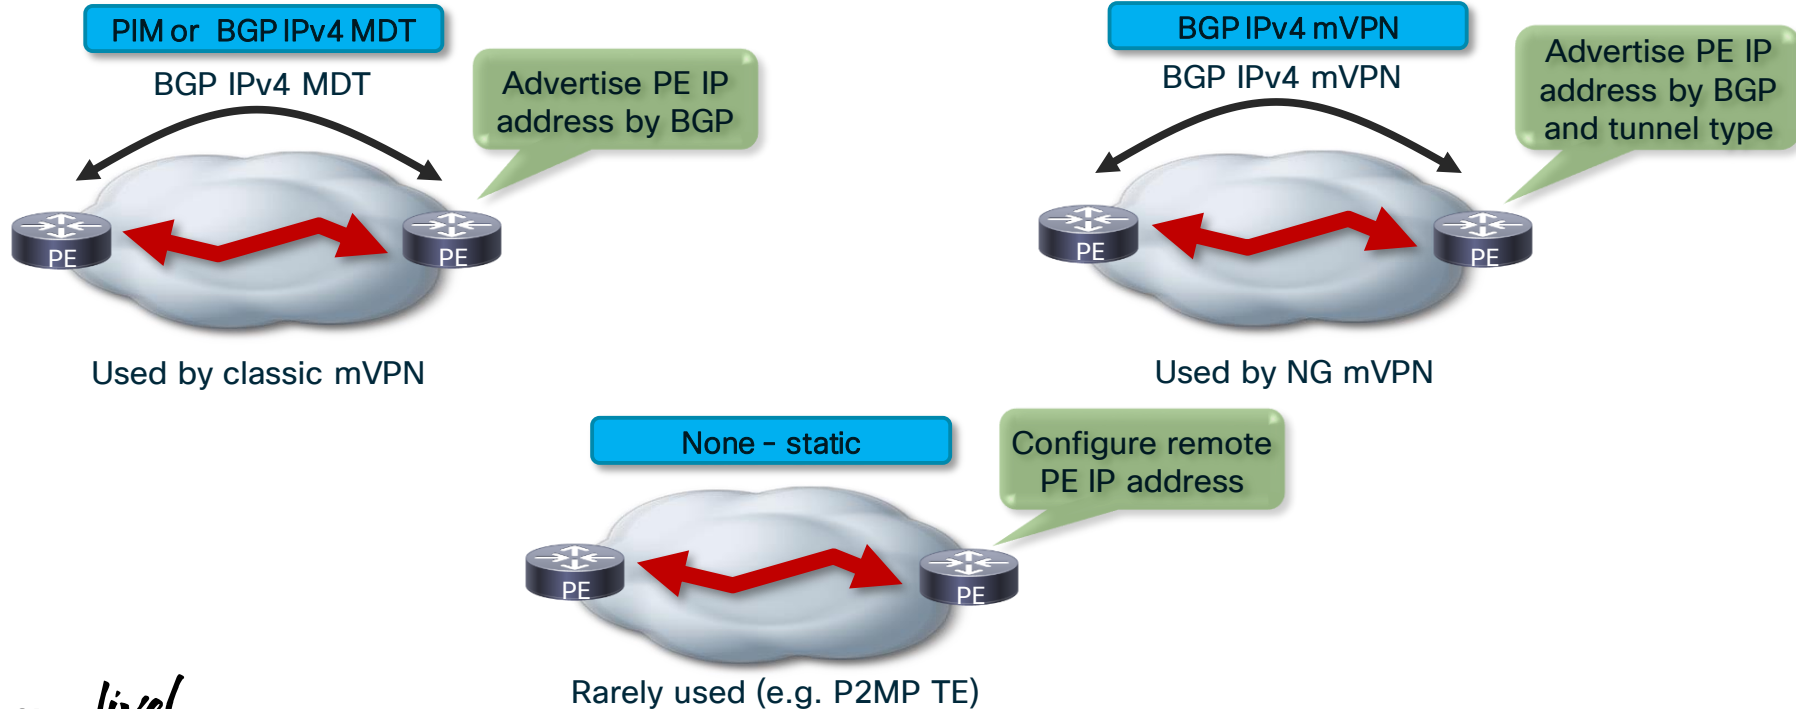 PIM or BGP IPv4 MDT
BGP IPv4 MDT
Advertise PE IP
address by BGP
PE
PE
Used by classic mVPN
BGP IPv4 mVPN
BGP IPv4 mVPN
Advertise PE IP
address by BGP
and tunnel type
PE
PE
Used by NG mVPN
None - static
Configure remote
PE IP address
PE
PE
Rarely used (e.g. P2MP TE)
live!